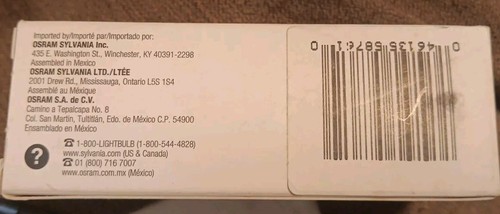 Imported by/Importé par/Importado por:
OSRAM SYLVANIA Inc.
435 E. Washington St., Winchester, KY 40391-2298
Assembled in Mexico
OSRAM SYLVANIA LTD./LTÉE
2001 Drew Rd., Mississauga, Ontario L5S 1S4
Assemblé au Mexique
OSRAM S.A. de C.V.
Camino a Tepalcapa No. 8
Col. San Martín, Tultitlán, Edo. de México C.P. 54900
Ensamblado en México
? ☎ 1-800-LIGHTBULB (1-800-544-4828)
www.sylvania.com (US & Canada)
☎ 01 (800) 716 7007
www.osram.com.mx (México)
0 46135 58761 0